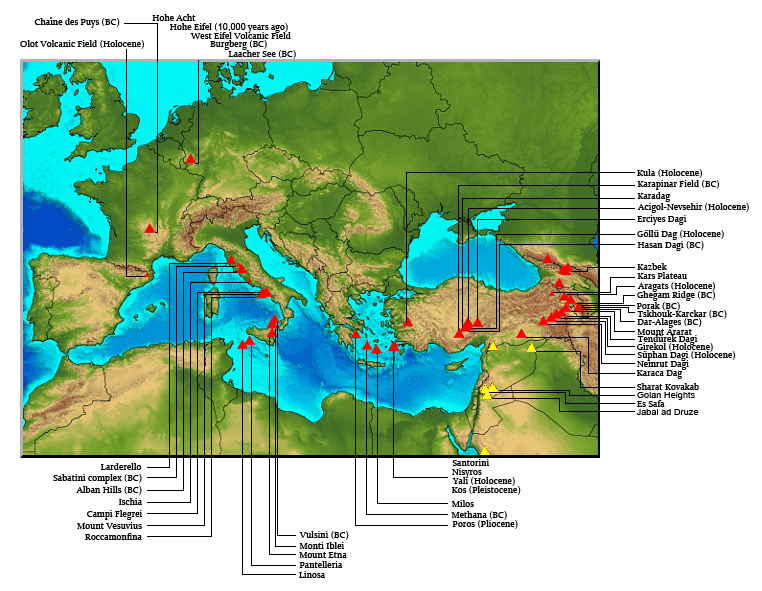 Hohe Acht
Chaîne des Puys (BC)
Hohe Eifel (10,000 years ago)
West Eifel Volcanic Field
Olot Volcanic Field (Holocene)
Burgberg (BC)
Laacher See (BC)
Kula (Holocene)
Karapinar Field (BC)
Karadag
Acigol-Nevsehir (Holocene)
Erciyes Dagi
Göllü Dag (Holocene)
Hasan Dagi (BC)
Kazbek
Kars Plateau
Aragats (Holocene)
Ghegam Ridge (BC)
Porak (BC)
Tskhouk-Karckar (BC)
Dar-Alages (BC)
Mount Ararat
Tendurek Dagi
Girekol (Holocene)
Süphan Dagi (Holocene)
Nemrut Dagi
Karaca Dag
Sharat Kovakab
Golan Heights
Es Safa
Jabal ad Druze
Larderello
Sabatini complex (BC)
Alban Hills (BC)
Ischia
Campi Flegrei
Mount Vesuvius
Roccamonfina
Vulsini (BC)
Monti Iblei
Mount Etna
Pantelleria
Linosa
Santorini
Nisyros
Yali (Holocene)
Kos (Pleistocene)
Milos
Methana (BC)
Poros (Pliocene)